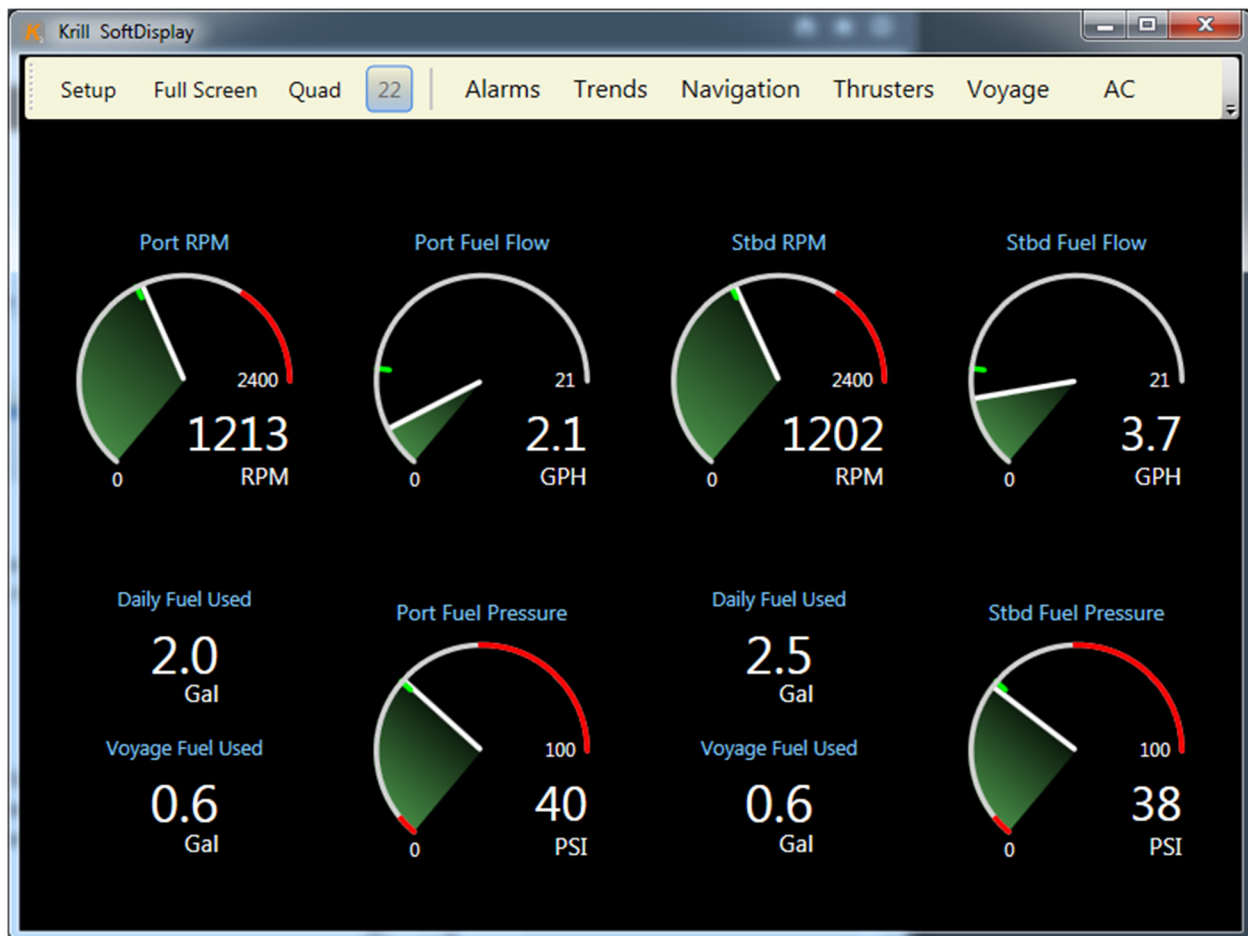 Krill SoftDisplay
Setup Full Screen Quad 22 Alarms Trends Navigation Thrusters Voyage AC
Port RPM
2400
1213
RPM
0
Port Fuel Flow
21
2.1
GPH
0
Stbd RPM
2400
1202
RPM
0
Stbd Fuel Flow
21
3.7
GPH
0
Daily Fuel Used
2.0
Gal
Voyage Fuel Used
0.6
Gal
Port Fuel Pressure
100
40
PSI
0
Daily Fuel Used
2.5
Gal
Voyage Fuel Used
0.6
Gal
Stbd Fuel Pressure
100
38
PSI
0